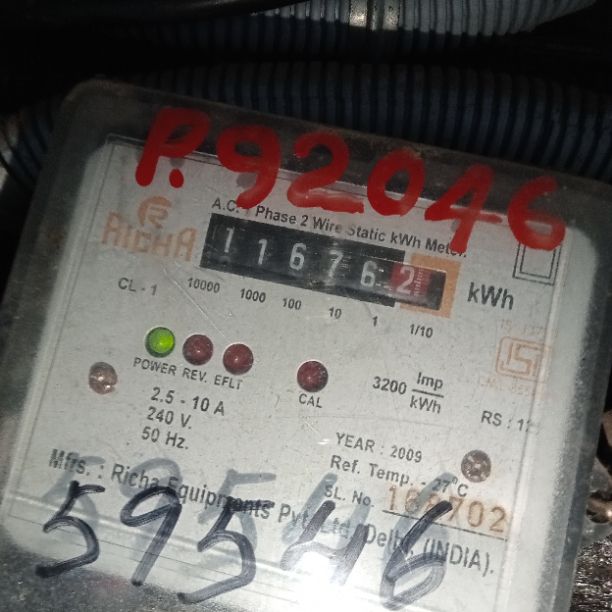 P.92046
RICHA
A.C. 1 Phase 2 Wire Static kWh Meter.
1 1 6 7 6 2
kWh
CL - 1
10000 1000 100 10 1 1/10
POWER REV. EFLT
CAL
3200 Imp/kWh
2.5 - 10 A
240 V.
50 Hz.
YEAR : 2009
Ref. Temp. - 27°C
SL. No.
Mfrs. : Richa Equipments Pvt. Ltd. Delhi, (INDIA).
59546